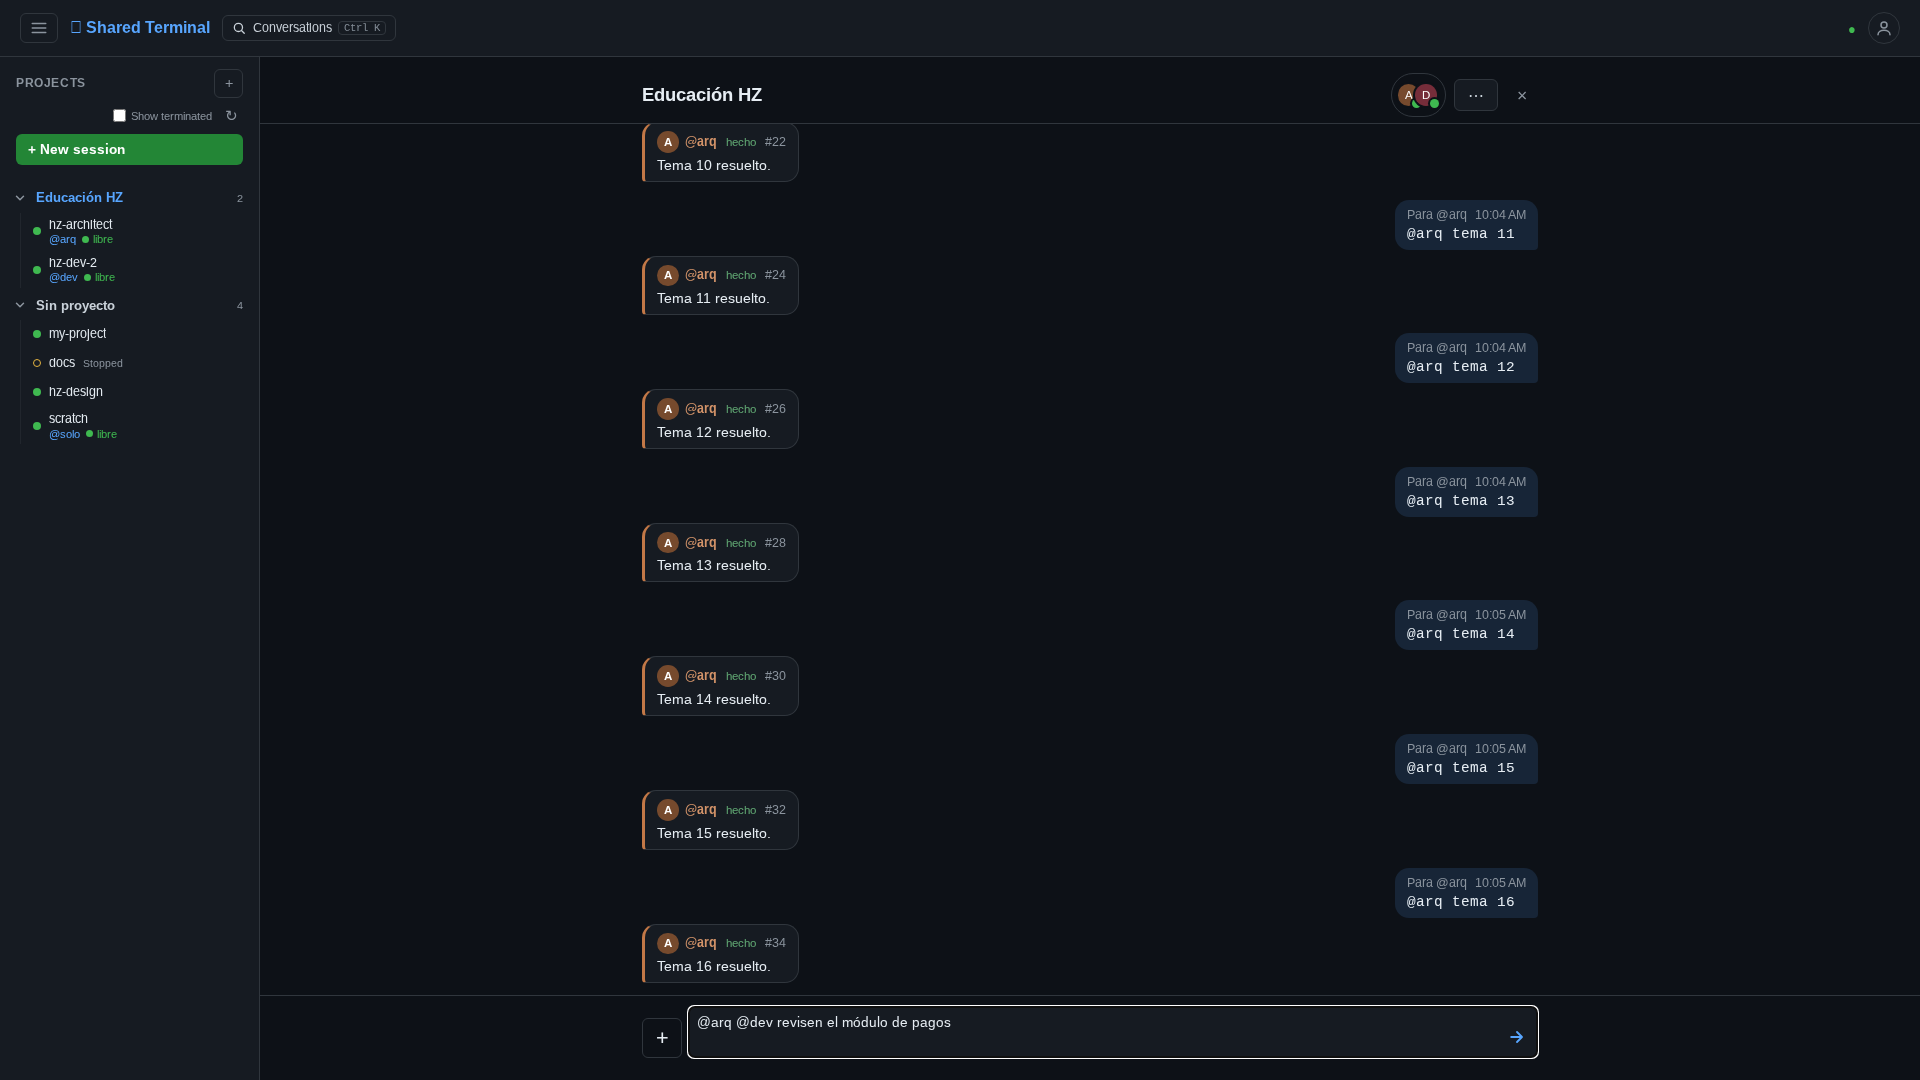 Shared Terminal
Conversations Ctrl K
PROJECTS
+
Show terminated
+ New session
Educación HZ 2
hz-architect
@arq libre
hz-dev-2
@dev libre
Sin proyecto 4
my-project
docs Stopped
hz-design
scratch
@solo libre
Educación HZ
A D
A @arq hecho #22
Tema 10 resuelto.
Para @arq 10:04 AM
@arq tema 11
A @arq hecho #24
Tema 11 resuelto.
Para @arq 10:04 AM
@arq tema 12
A @arq hecho #26
Tema 12 resuelto.
Para @arq 10:04 AM
@arq tema 13
A @arq hecho #28
Tema 13 resuelto.
Para @arq 10:05 AM
@arq tema 14
A @arq hecho #30
Tema 14 resuelto.
Para @arq 10:05 AM
@arq tema 15
A @arq hecho #32
Tema 15 resuelto.
Para @arq 10:05 AM
@arq tema 16
A @arq hecho #34
Tema 16 resuelto.
+
@arq @dev revisen el módulo de pagos